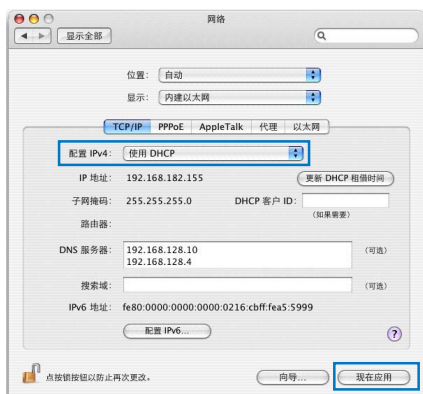 网络
显示全部
位置: 自动
显示: 内建以太网
TCP/IP PPPoE AppleTalk 代理 以太网
配置 IPv4: 使用 DHCP
IP 地址: 192.168.182.155 更新 DHCP 租借时间
子网掩码: 255.255.255.0 DHCP 客户 ID:
(如果需要)
路由器:
DNS 服务器: 192.168.128.10 (可选)
192.168.128.4
搜索域: (可选)
IPv6 地址: fe80:0000:0000:0000:0216:cbff:fea5:5999
配置 IPv6... ?
点按锁按钮以防止再次更改。 向导... 现在应用